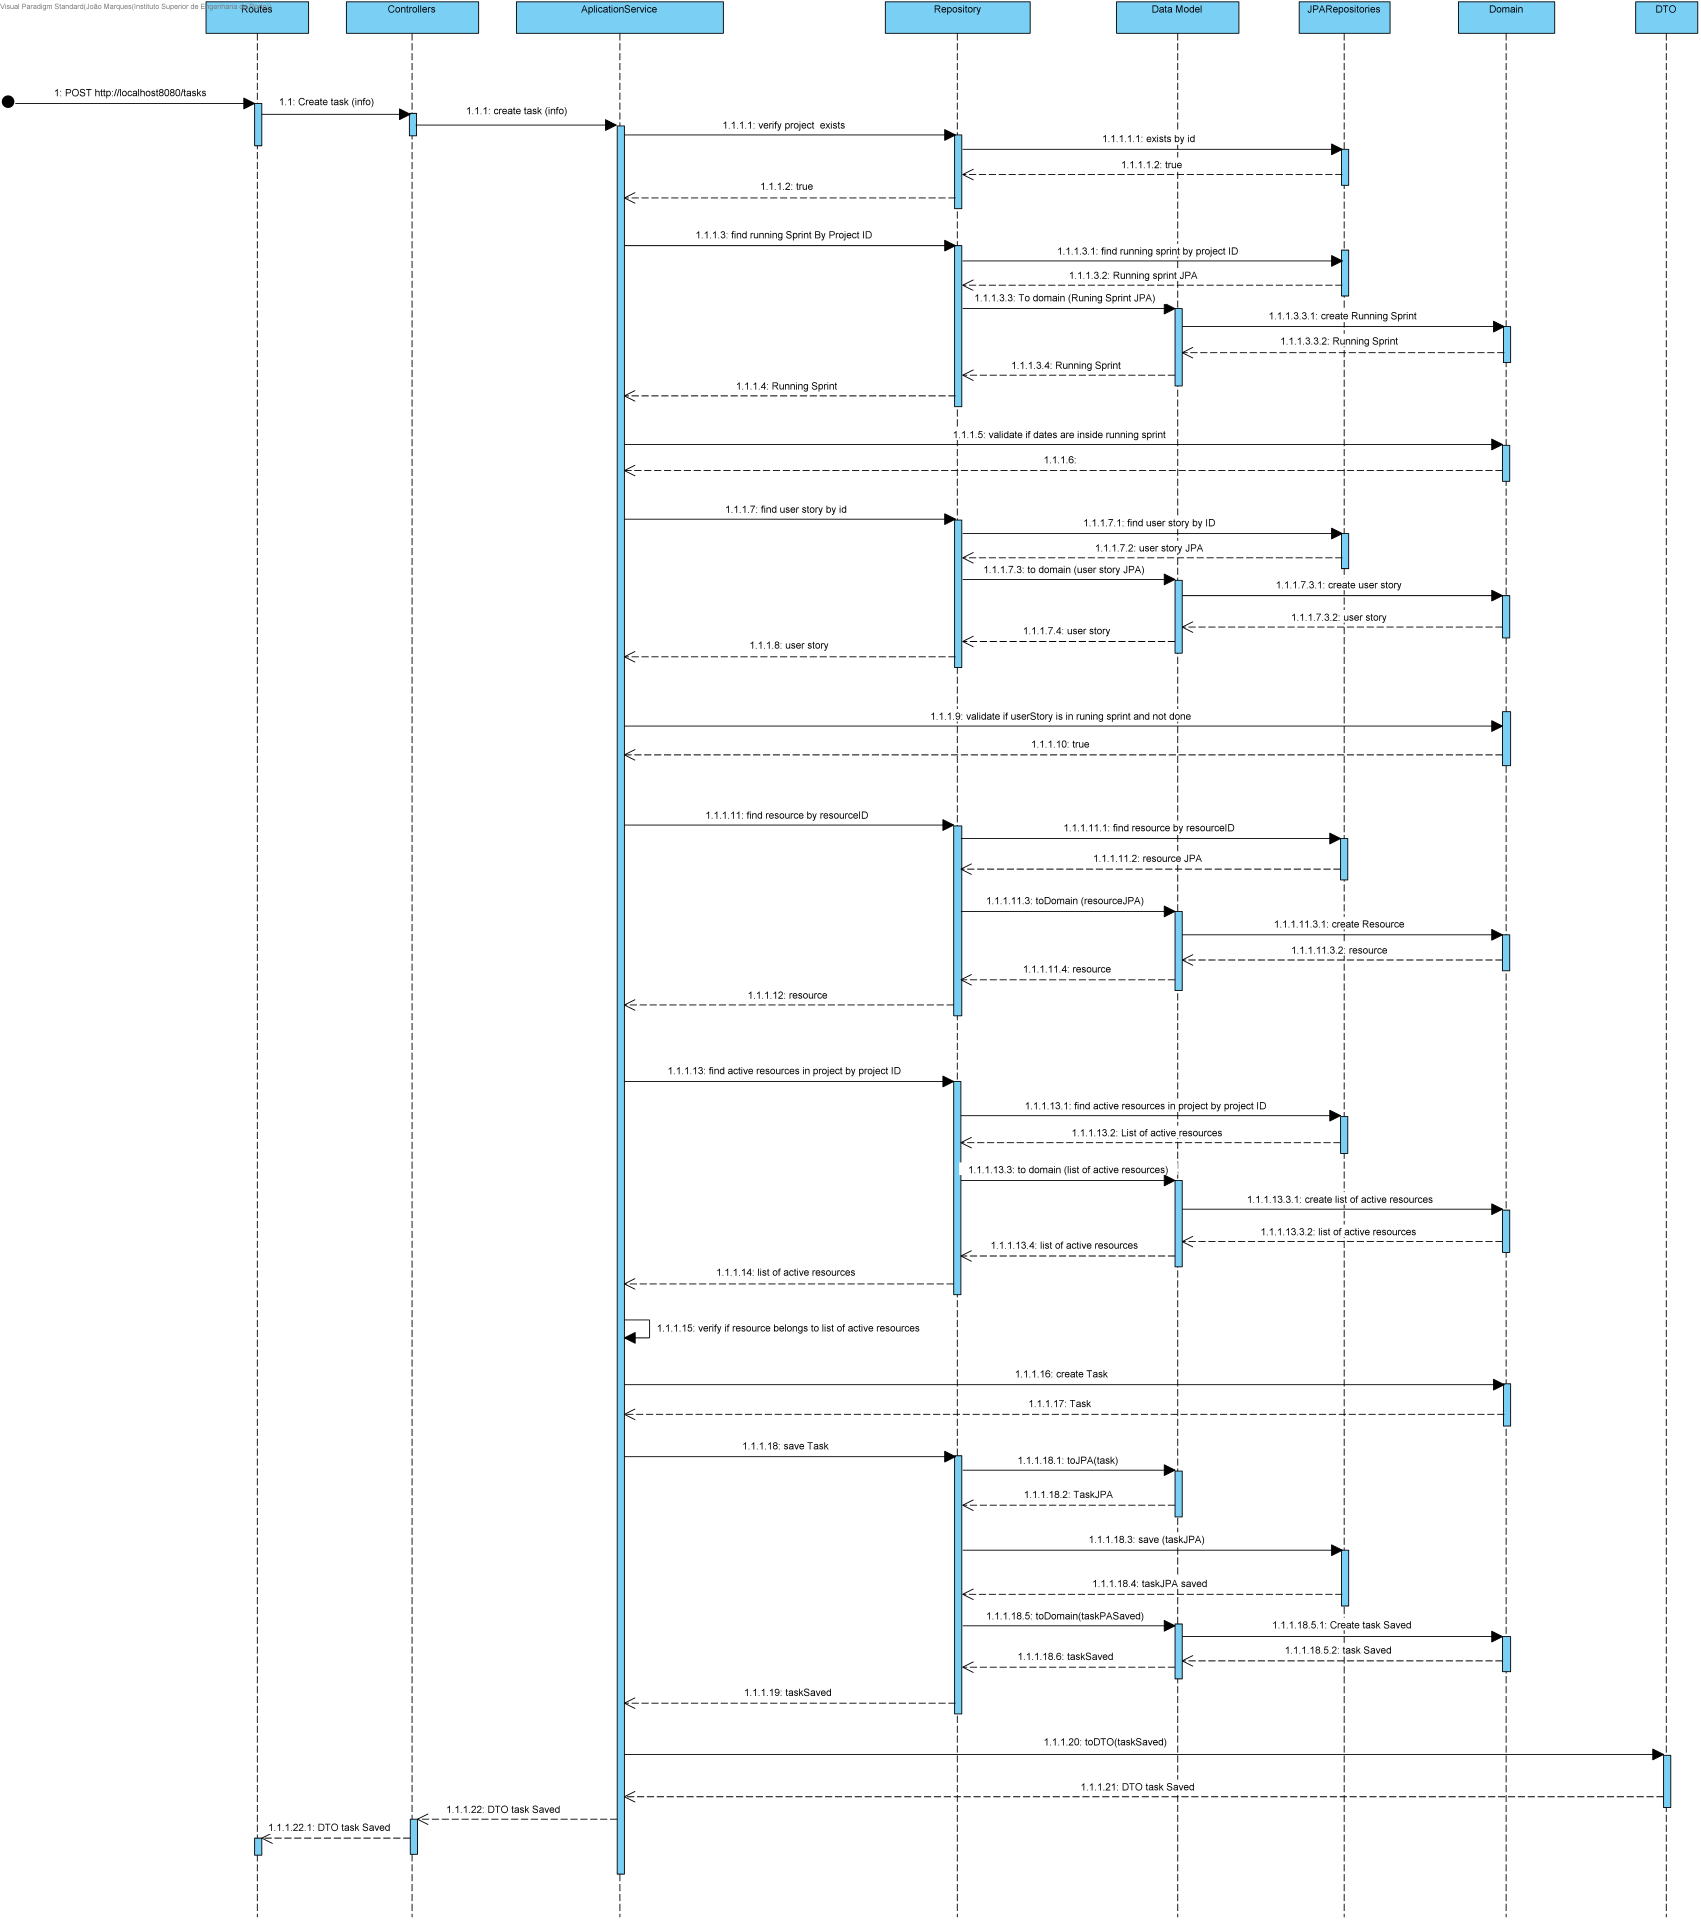 Visual Paradigm Standard(João Marques(Instituto Superior de Engenharia
Routes
Controllers
AplicationService
Repository
Data Model
JPARepositories
Domain
DTO
1: POST http://localhost8080/tasks
1.1: Create task (info)
1.1.1: create task (info)
1.1.1.1: verify project exists
1.1.1.1.1: exists by id
1.1.1.1.2: true
1.1.1.2: true
1.1.1.3: find running Sprint By Project ID
1.1.1.3.1: find running sprint by project ID
1.1.1.3.2: Running sprint JPA
1.1.1.3.3: To domain (Runing Sprint JPA)
1.1.1.3.3.1: create Running Sprint
1.1.1.3.3.2: Running Sprint
1.1.1.3.4: Running Sprint
1.1.1.4: Running Sprint
1.1.1.5: validate if dates are inside running sprint
1.1.1.6:
1.1.1.7: find user story by id
1.1.1.7.1: find user story by ID
1.1.1.7.2: user story JPA
1.1.1.7.3: to domain (user story JPA)
1.1.1.7.3.1: create user story
1.1.1.7.3.2: user story
1.1.1.7.4: user story
1.1.1.8: user story
1.1.1.9: validate if userStory is in runing sprint and not done
1.1.1.10: true
1.1.1.11: find resource by resourceID
1.1.1.11.1: find resource by resourceID
1.1.1.11.2: resource JPA
1.1.1.11.3: toDomain (resourceJPA)
1.1.1.11.3.1: create Resource
1.1.1.11.3.2: resource
1.1.1.11.4: resource
1.1.1.12: resource
1.1.1.13: find active resources in project by project ID
1.1.1.13.1: find active resources in project by project ID
1.1.1.13.2: List of active resources
1.1.1.13.3: to domain (list of active resources)
1.1.1.13.3.1: create list of active resources
1.1.1.13.3.2: list of active resources
1.1.1.13.4: list of active resources
1.1.1.14: list of active resources
1.1.1.15: verify if resource belongs to list of active resources
1.1.1.16: create Task
1.1.1.17: Task
1.1.1.18: save Task
1.1.1.18.1: toJPA(task)
1.1.1.18.2: TaskJPA
1.1.1.18.3: save (taskJPA)
1.1.1.18.4: taskJPA saved
1.1.1.18.5: toDomain(taskPASaved)
1.1.1.18.5.1: Create task Saved
1.1.1.18.5.2: task Saved
1.1.1.18.6: taskSaved
1.1.1.19: taskSaved
1.1.1.20: toDTO(taskSaved)
1.1.1.21: DTO task Saved
1.1.1.22: DTO task Saved
1.1.1.22.1: DTO task Saved